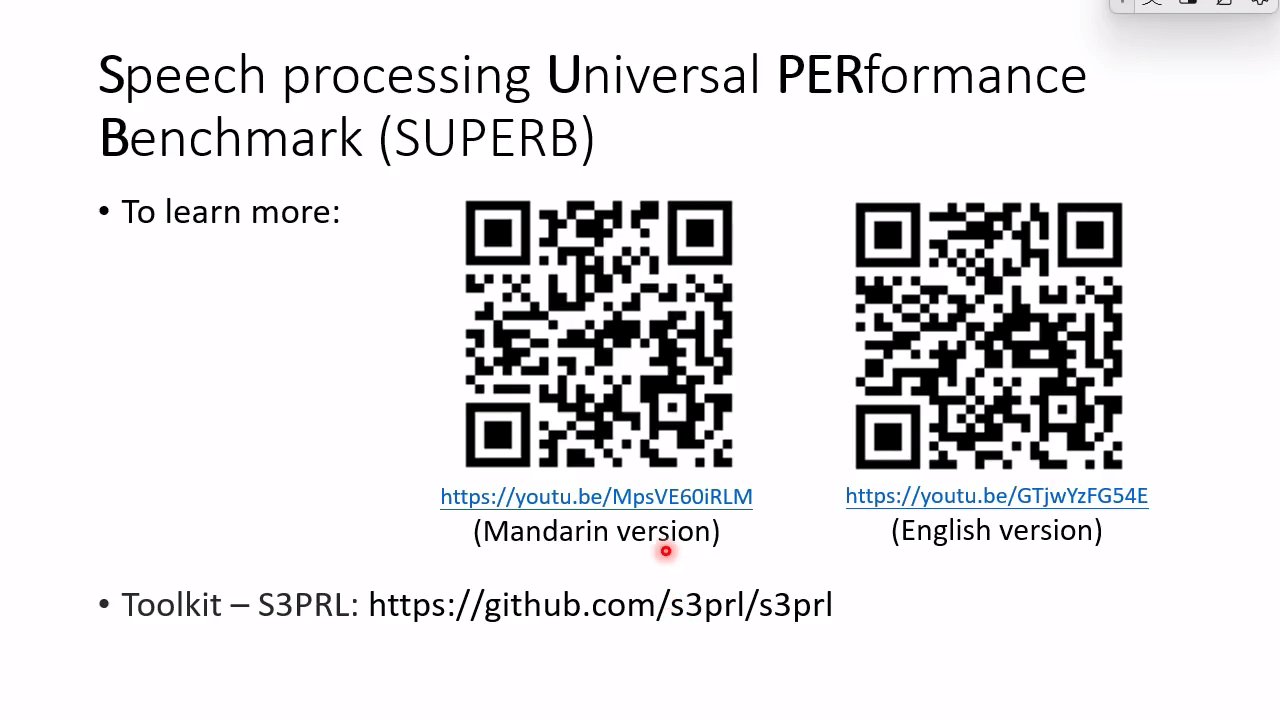 Speech processing Universal PERformance
Benchmark (SUPERB)
• To learn more:
https://youtu.be/MpsVE60iRLM
(Mandarin version)
https://youtu.be/GTjwYzFG54E
(English version)
• Toolkit – S3PRL: https://github.com/s3prl/s3prl